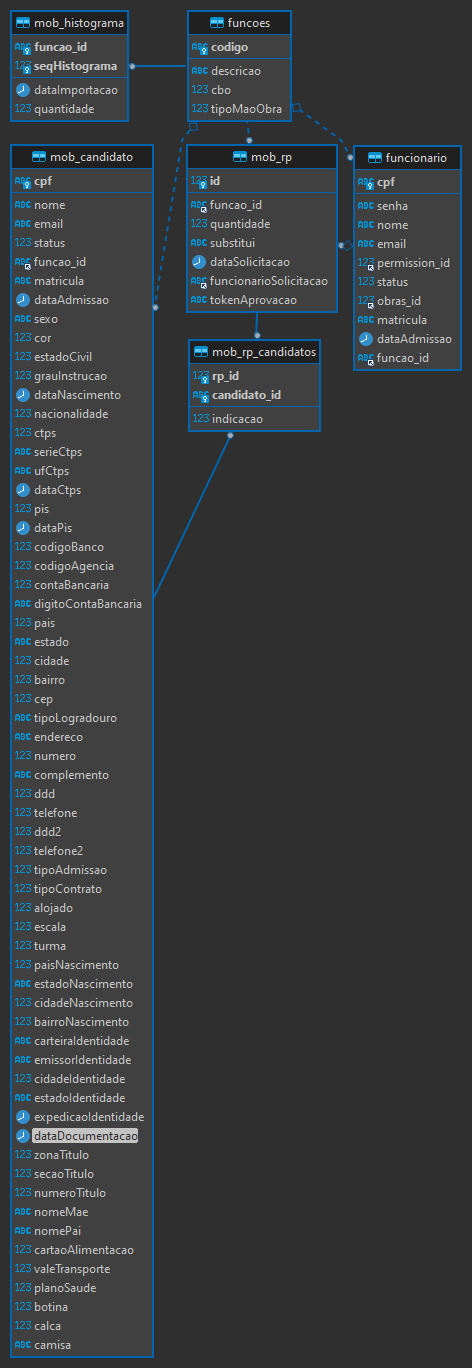 mob_histograma
ABC funcao_id
123 seqHistograma
dataImportacao
123 quantidade
funcoes
ABC codigo
ABC descricao
123 cbo
123 tipoMaoObra
mob_candidato
ABC cpf
ABC nome
ABC email
123 status
ABC funcao_id
ABC matricula
dataAdmissao
ABC sexo
123 cor
ABC estadoCivil
ABC grauInstrucao
dataNascimento
123 nacionalidade
123 ctps
ABC serieCtps
ABC ufCtps
dataCtps
123 pis
dataPis
123 codigoBanco
123 codigoAgencia
123 contaBancaria
ABC digitoContaBancaria
123 pais
ABC estado
123 cidade
123 bairro
123 cep
ABC tipoLogradouro
ABC endereco
123 numero
ABC complemento
123 ddd
123 telefone
123 ddd2
123 telefone2
123 tipoAdmissao
123 tipoContrato
123 alojado
123 escala
123 turma
123 paisNascimento
ABC estadoNascimento
123 cidadeNascimento
123 bairroNascimento
ABC carteiraIdentidade
ABC emissorIdentidade
123 cidadeIdentidade
ABC estadoIdentidade
expedicaoIdentidade
dataDocumentacao
123 zonaTitulo
123 secaoTitulo
123 numeroTitulo
ABC nomeMae
ABC nomePai
123 cartaoAlimentacao
123 valeTransporte
123 planoSaude
123 botina
123 calca
ABC camisa
mob_rp
123 id
ABC funcao_id
123 quantidade
ABC substitui
dataSolicitacao
ABC funcionarioSolicitacao
ABC tokenAprovacao
funcionario
ABC cpf
ABC senha
ABC nome
ABC email
123 permission_id
123 status
ABC obras_id
ABC matricula
dataAdmissao
ABC funcao_id
mob_rp_candidatos
123 rp_id
ABC candidato_id
123 indicacao